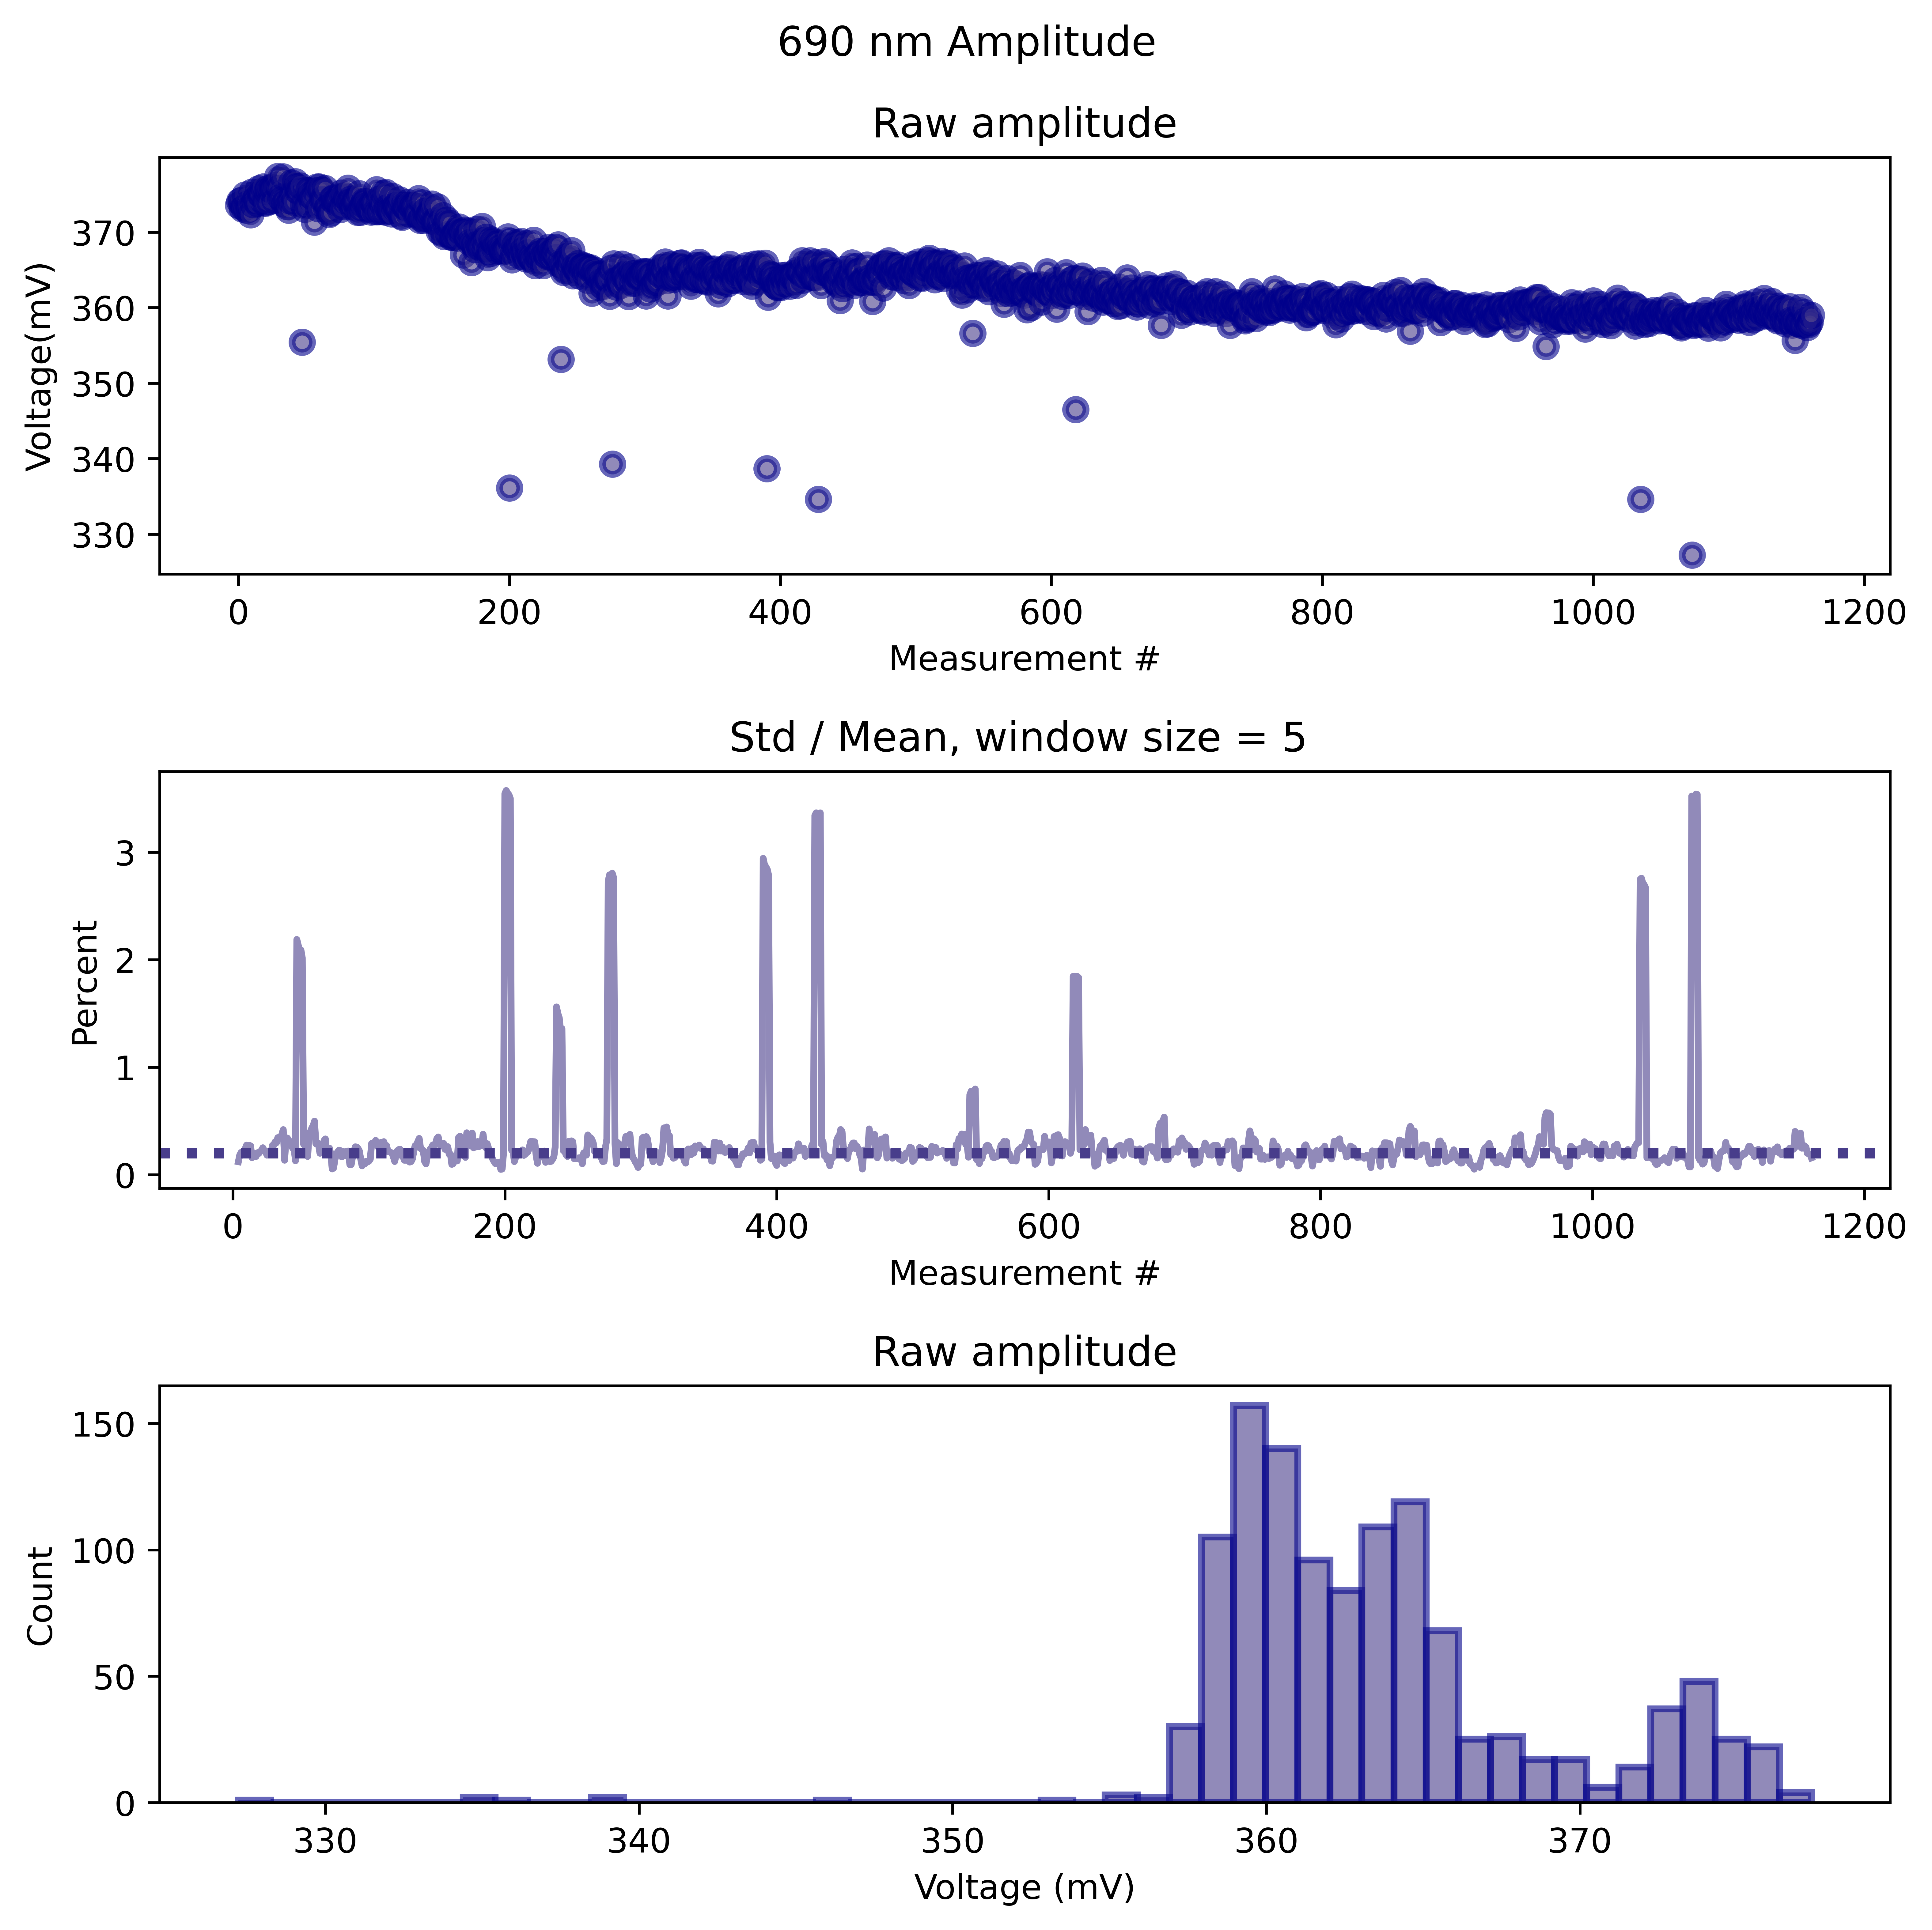 690 nm Amplitude
Raw amplitude
Voltage(mV)
370
360
350
340
330
0 200 400 600 800 1000 1200
Measurement #
Std / Mean, window size = 5
Percent
3
2
1
0
0 200 400 600 800 1000 1200
Measurement #
Raw amplitude
Count
150
100
50
0
330 340 350 360 370
Voltage (mV)